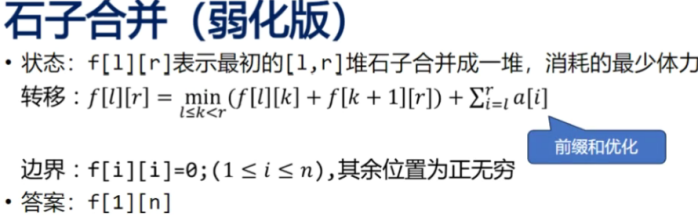 石子合并（弱化版）
• 状态：f[l][r]表示最初的[l,r]堆石子合并成一堆，消耗的最少体力
转移：f[l][r] = min_{l≤k<r}(f[l][k] + f[k + 1][r]) + ∑_{i=l}^{r} a[i]
前缀和优化
边界：f[i][i]=0;(1 ≤ i ≤ n),其余位置为正无穷
• 答案：f[1][n]